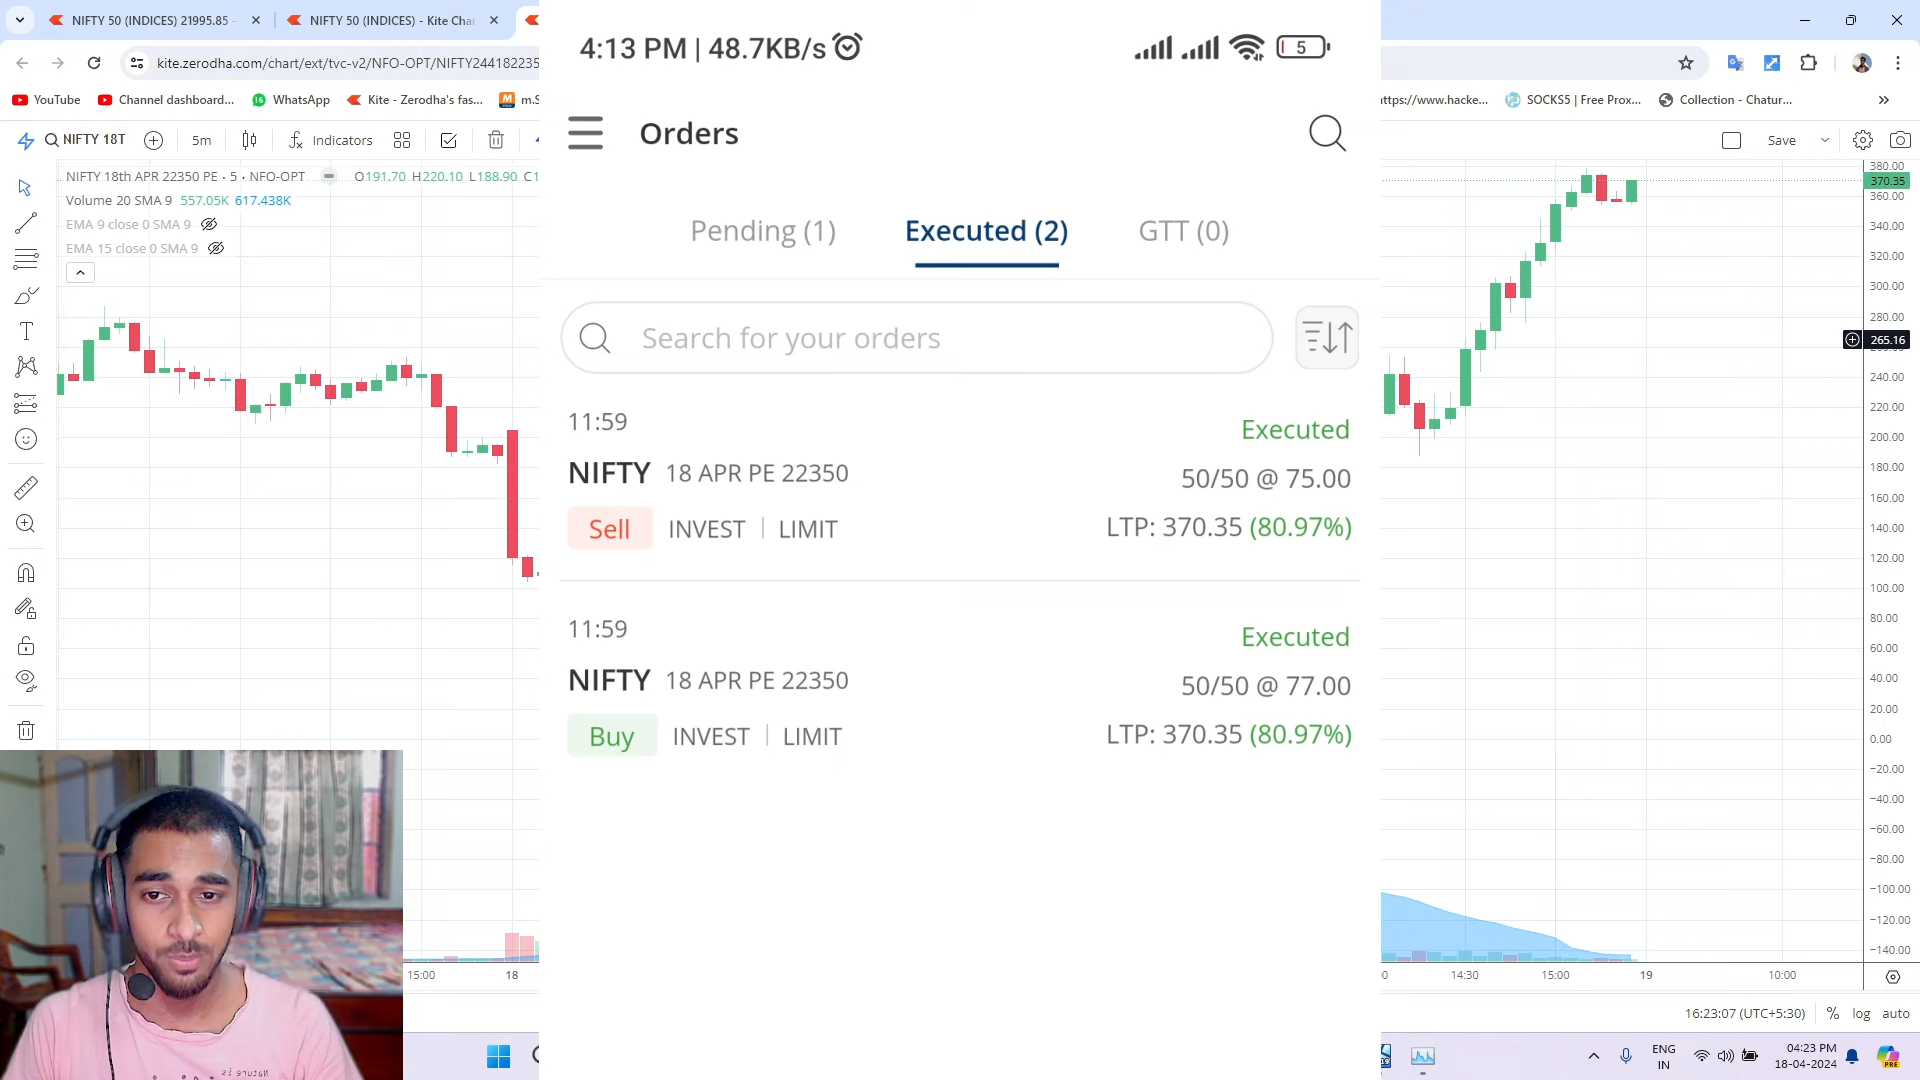 NIFTY 50 (INDICES) 21995.85 -
NIFTY 50 (INDICES) - Kite Cha
kite.zerodha.com/chart/ext/tvc-v2/NFO-OPT/NIFTY244182235
YouTube
Channel dashboard...
WhatsApp
Kite - Zerodha's fas...
m.S
ttps://www.hacke...
SOCKS5 | Free Prox...
Collection - Chatur...
NIFTY 18T
5m
Indicators
Save
NIFTY 18th APR 22350 PE · 5 · NFO-OPT
O191.70 H220.10 L188.90 C1
Volume 20 SMA 9 557.05K 617.438K
EMA 9 close 0 SMA 9
EMA 15 close 0 SMA 9
4:13 PM | 48.7KB/s
5
Orders
Pending (1)
Executed (2)
GTT (0)
Search for your orders
11:59
Executed
NIFTY 18 APR PE 22350
50/50 @ 75.00
Sell INVEST | LIMIT
LTP: 370.35 (80.97%)
11:59
Executed
NIFTY 18 APR PE 22350
50/50 @ 77.00
Buy INVEST | LIMIT
LTP: 370.35 (80.97%)
380.00
370.35
360.00
340.00
320.00
300.00
280.00
265.16
240.00
220.00
200.00
180.00
160.00
140.00
120.00
100.00
80.00
60.00
40.00
20.00
0.00
−20.00
−40.00
−60.00
−80.00
−100.00
−120.00
−140.00
15:00
18
14:30
15:00
19
10:00
16:23:07 (UTC+5:30)
%
log
auto
ENG
IN
04:23 PM
18-04-2024